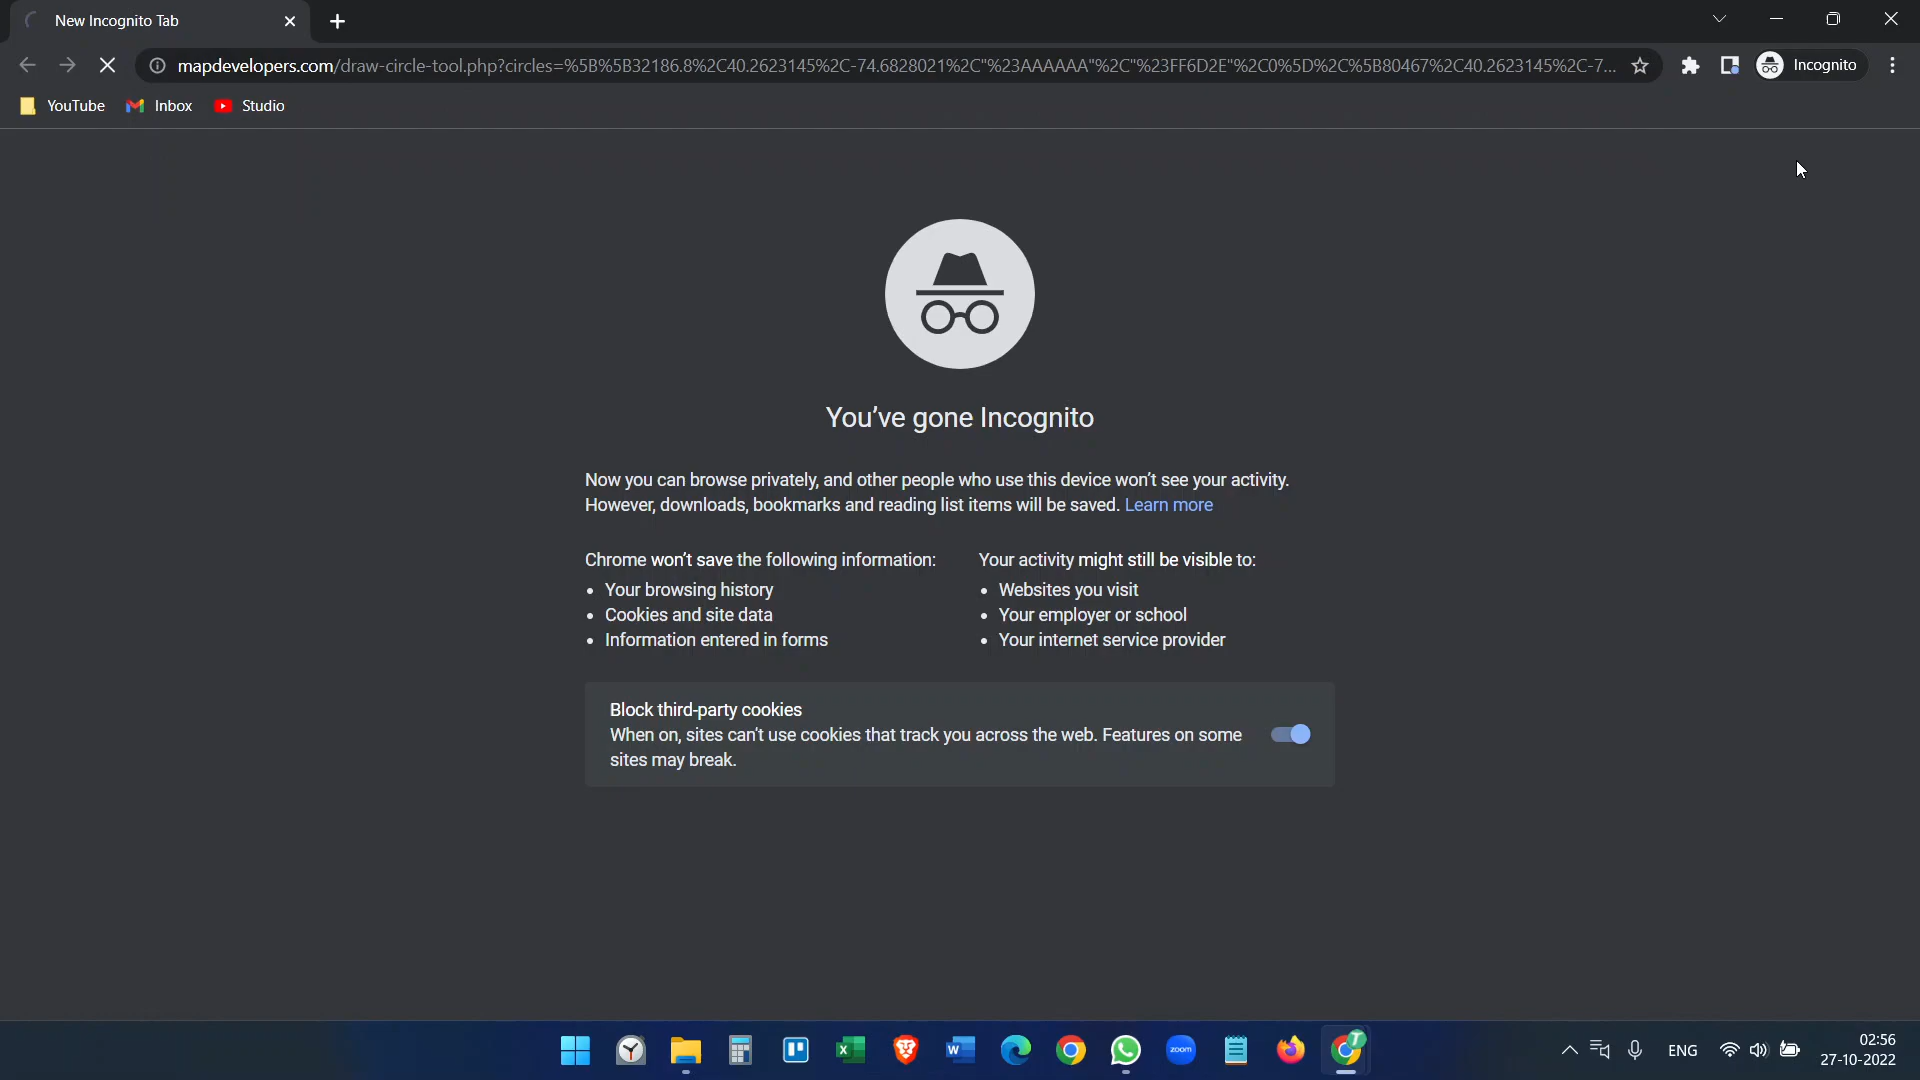 New Incognito Tab
mapdevelopers.com/draw-circle-tool.php?circles=%5B%5B32186.8%2C40.2623145%2C-74.6828021%2C"%23AAAAAA"%2C"%23FF6D2E"%2C0%5D%2C%5B80467%2C40.2623145%2C-7...
Incognito
YouTube
Inbox
Studio
You've gone Incognito
Now you can browse privately, and other people who use this device won't see your activity.
However, downloads, bookmarks and reading list items will be saved. Learn more
Chrome won't save the following information:
• Your browsing history
• Cookies and site data
• Information entered in forms
Your activity might still be visible to:
• Websites you visit
• Your employer or school
• Your internet service provider
Block third-party cookies
When on, sites can't use cookies that track you across the web. Features on some
sites may break.
zoom
T
ENG
02:56
27-10-2022